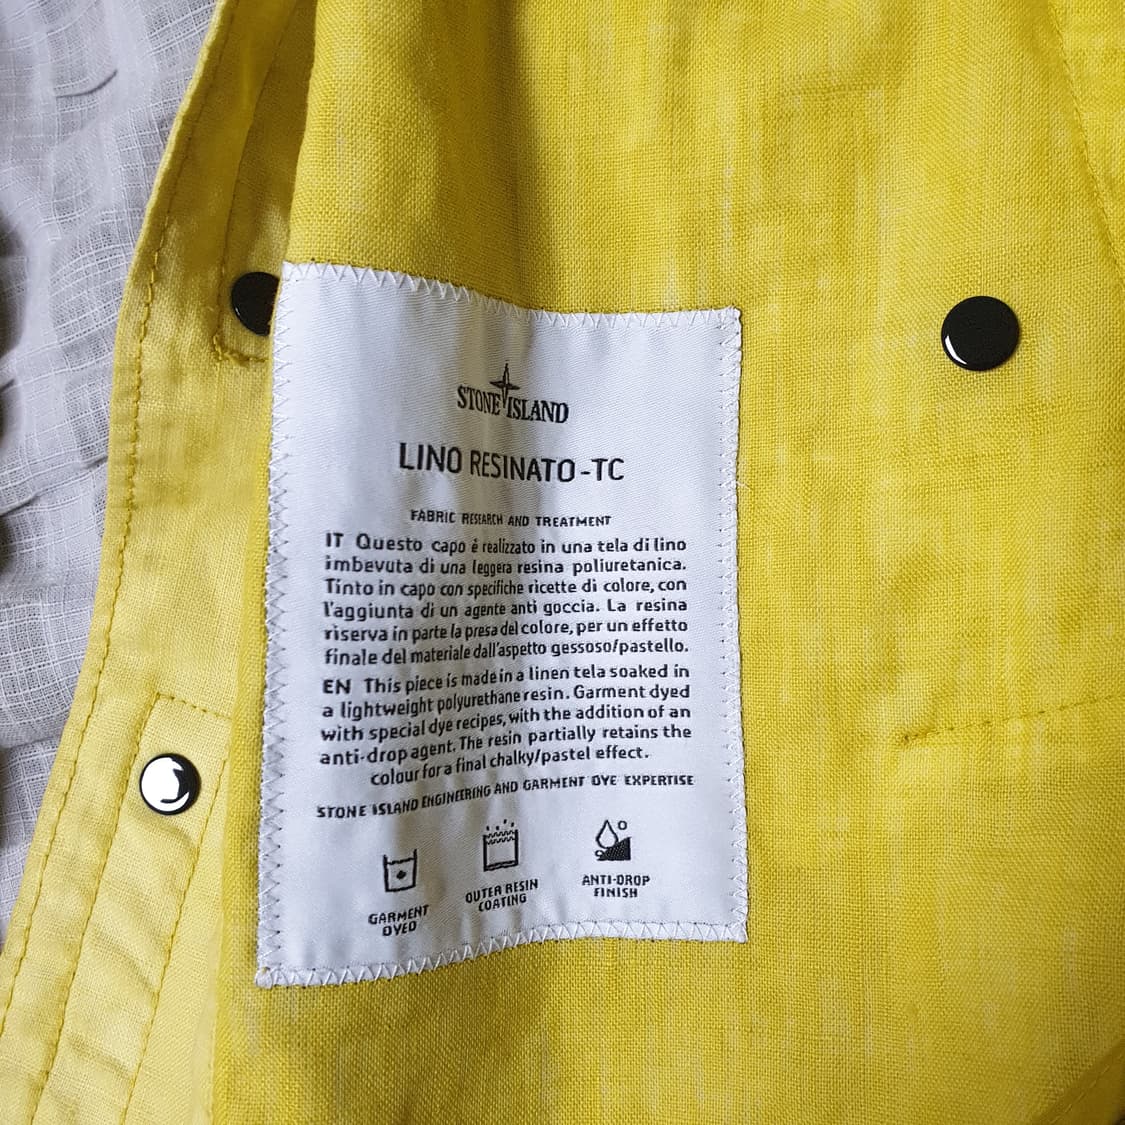 STONE ISLAND
LINO RESINATO-TC
FABRIC RESEARCH AND TREATMENT
IT Questo capo è realizzato in una tela di lino
imbevuta di una leggera resina poliuretanica.
Tinto in capo con specifiche ricette di colore, con
l'aggiunta di un agente anti goccia. La resina
riserva in parte la presa del colore, per un effetto
finale del materiale dall'aspetto gessoso/pastello.
EN This piece is made in a linen tela soaked in
a lightweight polyurethane resin. Garment dyed
with special dye recipes, with the addition of an
anti-drop agent. The resin partially retains the
colour for a final chalky/pastel effect.
STONE ISLAND ENGINEERING AND GARMENT DYE EXPERTISE
GARMENT
DYED
OUTER RESIN
COATING
ANTI-DROP
FINISH